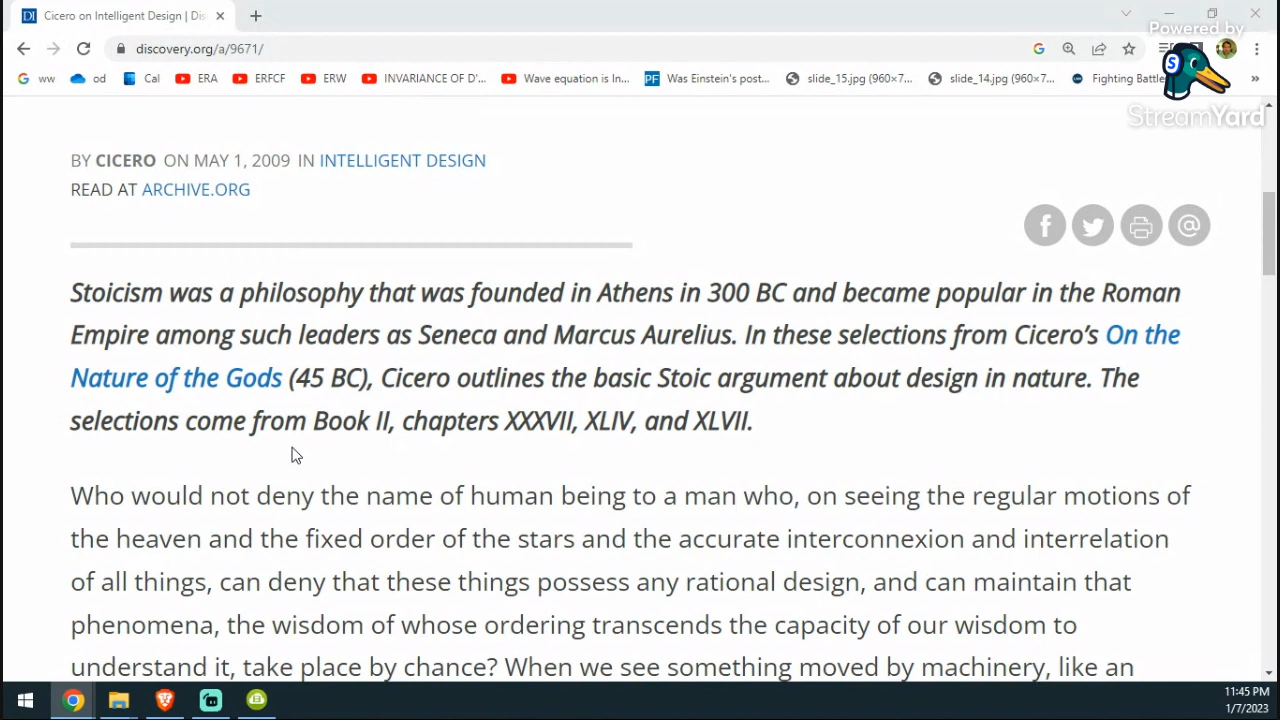 Cicero on Intelligent Design | Dis
Powered by
discovery.org/a/9671/
ww
od
Cal
ERA
ERFCF
ERW
INVARIANCE OF D'...
Wave equation is In...
Was Einstein's post...
slide_15.jpg (960×7...
slide_14.jpg (960×7...
Fighting Battle
StreamYard
BY CICERO ON MAY 1, 2009 IN INTELLIGENT DESIGN
READ AT ARCHIVE.ORG
Stoicism was a philosophy that was founded in Athens in 300 BC and became popular in the Roman
Empire among such leaders as Seneca and Marcus Aurelius. In these selections from Cicero's On the
Nature of the Gods (45 BC), Cicero outlines the basic Stoic argument about design in nature. The
selections come from Book II, chapters XXXVII, XLIV, and XLVII.
Who would not deny the name of human being to a man who, on seeing the regular motions of
the heaven and the fixed order of the stars and the accurate interconnexion and interrelation
of all things, can deny that these things possess any rational design, and can maintain that
phenomena, the wisdom of whose ordering transcends the capacity of our wisdom to
understand it, take place by chance? When we see something moved by machinery, like an
11:45 PM
1/7/2023